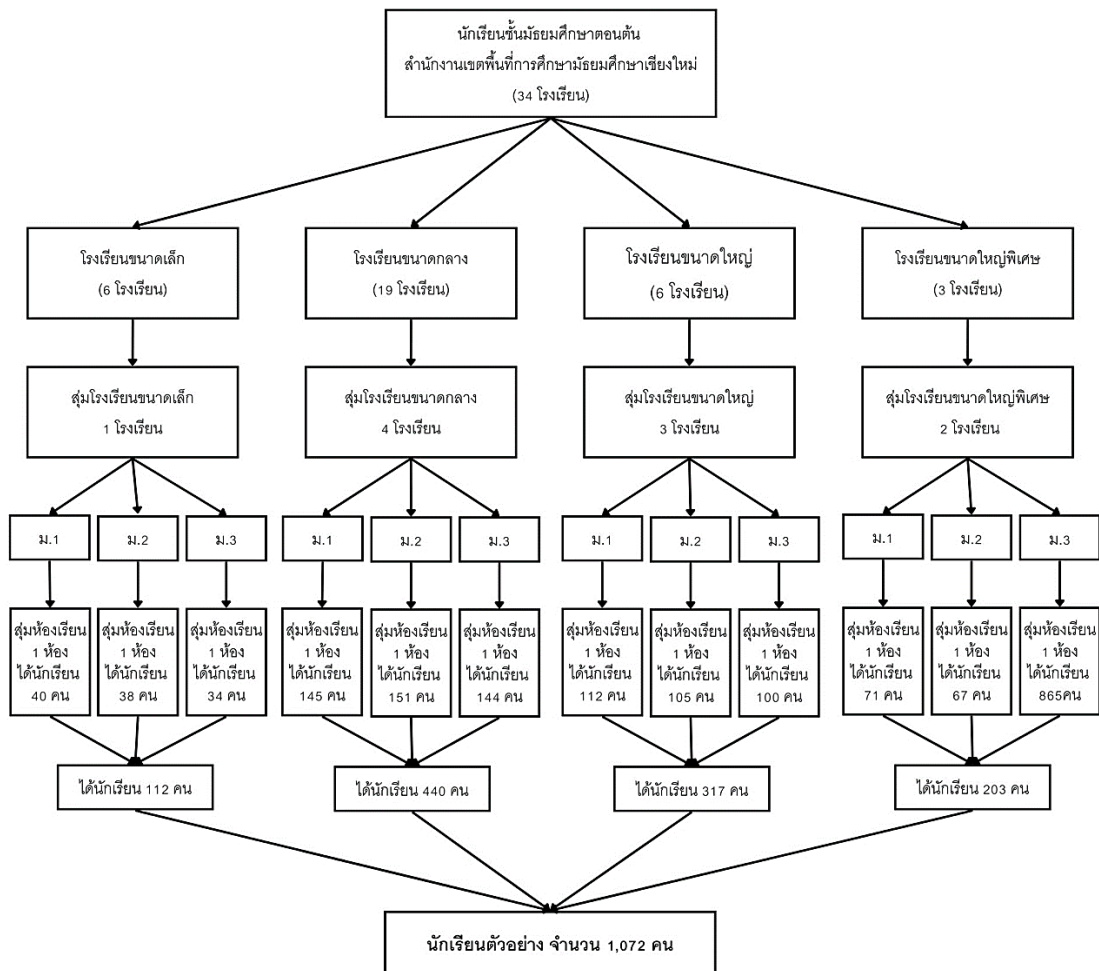 นักเรียนชั้นมัธยมศึกษาตอนต้น
สำนักงานเขตพื้นที่การศึกษามัธยมศึกษาเชียงใหม่
(34 โรงเรียน)
โรงเรียนขนาดเล็ก
(6 โรงเรียน)
โรงเรียนขนาดกลาง
(19 โรงเรียน)
โรงเรียนขนาดใหญ่
(6 โรงเรียน)
โรงเรียนขนาดใหญ่พิเศษ
(3 โรงเรียน)
สุ่มโรงเรียนขนาดเล็ก
1 โรงเรียน
สุ่มโรงเรียนขนาดกลาง
4 โรงเรียน
สุ่มโรงเรียนขนาดใหญ่
3 โรงเรียน
สุ่มโรงเรียนขนาดใหญ่พิเศษ
2 โรงเรียน
ม.1
ม.2
ม.3
ม.1
ม.2
ม.3
ม.1
ม.2
ม.3
ม.1
ม.2
ม.3
สุ่มห้องเรียน
1 ห้อง
ได้นักเรียน
40 คน
สุ่มห้องเรียน
1 ห้อง
ได้นักเรียน
38 คน
สุ่มห้องเรียน
1 ห้อง
ได้นักเรียน
34 คน
สุ่มห้องเรียน
1 ห้อง
ได้นักเรียน
145 คน
สุ่มห้องเรียน
1 ห้อง
ได้นักเรียน
151 คน
สุ่มห้องเรียน
1 ห้อง
ได้นักเรียน
144 คน
สุ่มห้องเรียน
1 ห้อง
ได้นักเรียน
112 คน
สุ่มห้องเรียน
1 ห้อง
ได้นักเรียน
105 คน
สุ่มห้องเรียน
1 ห้อง
ได้นักเรียน
100 คน
สุ่มห้องเรียน
1 ห้อง
ได้นักเรียน
71 คน
สุ่มห้องเรียน
1 ห้อง
ได้นักเรียน
67 คน
สุ่มห้องเรียน
1 ห้อง
ได้นักเรียน
865คน
ได้นักเรียน 112 คน
ได้นักเรียน 440 คน
ได้นักเรียน 317 คน
ได้นักเรียน 203 คน
นักเรียนตัวอย่าง จำนวน 1,072 คน